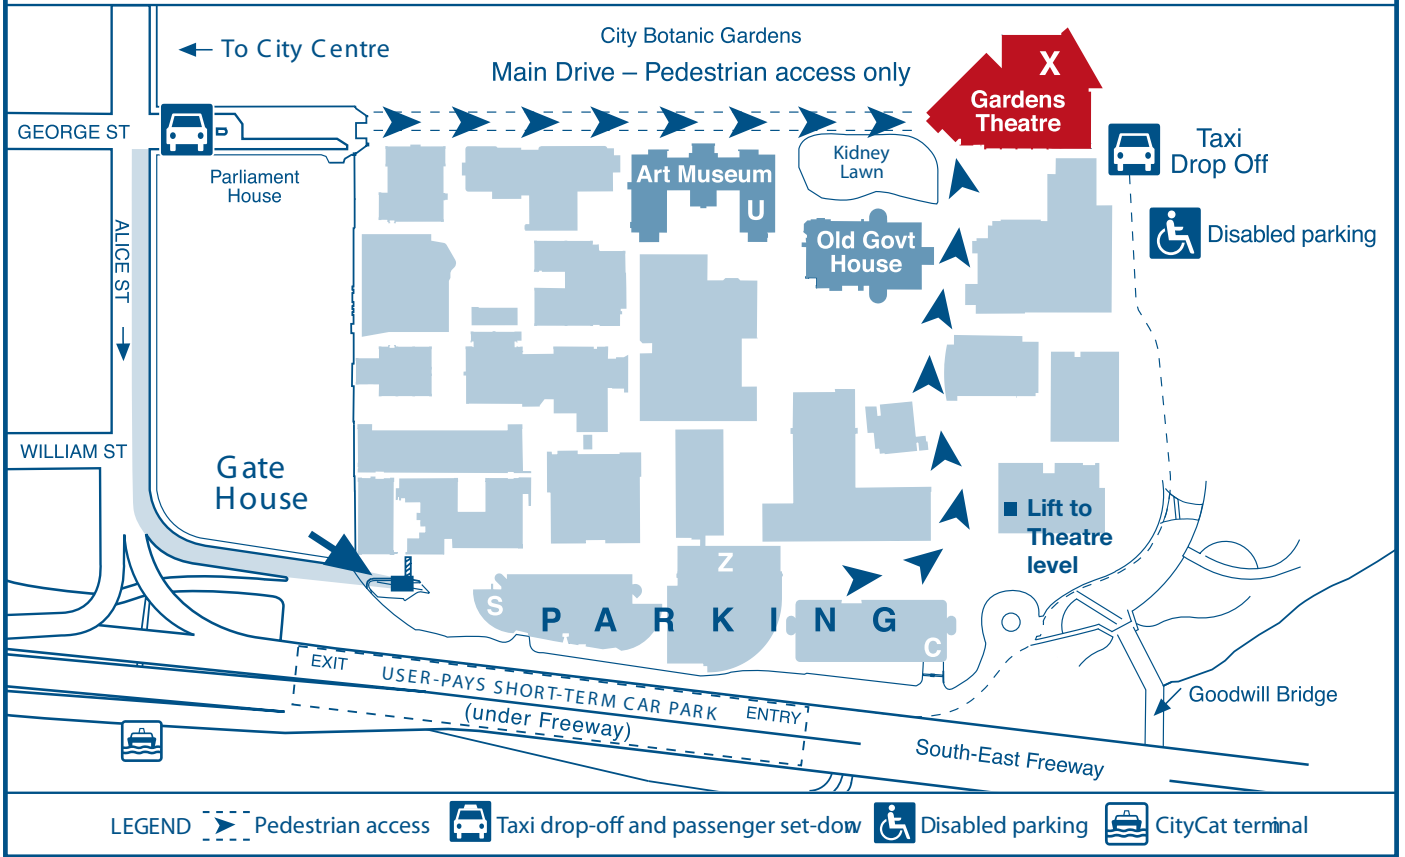 To City Centre
City Botanic Gardens
Main Drive – Pedestrian access only
X
Gardens
Theatre
GEORGE ST
Parliament
House
Art Museum
U
Kidney
Lawn
Taxi
Drop Off
Disabled parking
Old Govt
House
ALICE ST
WILLIAM ST
Gate
House
Lift to
Theatre
level
Z
S
PARKING
C
EXIT
USER-PAYS SHORT-TERM CAR PARK
ENTRY
(under Freeway)
Goodwill Bridge
South-East Freeway
LEGEND
Pedestrian access
Taxi drop-off and passenger set-down
Disabled parking
CityCat terminal